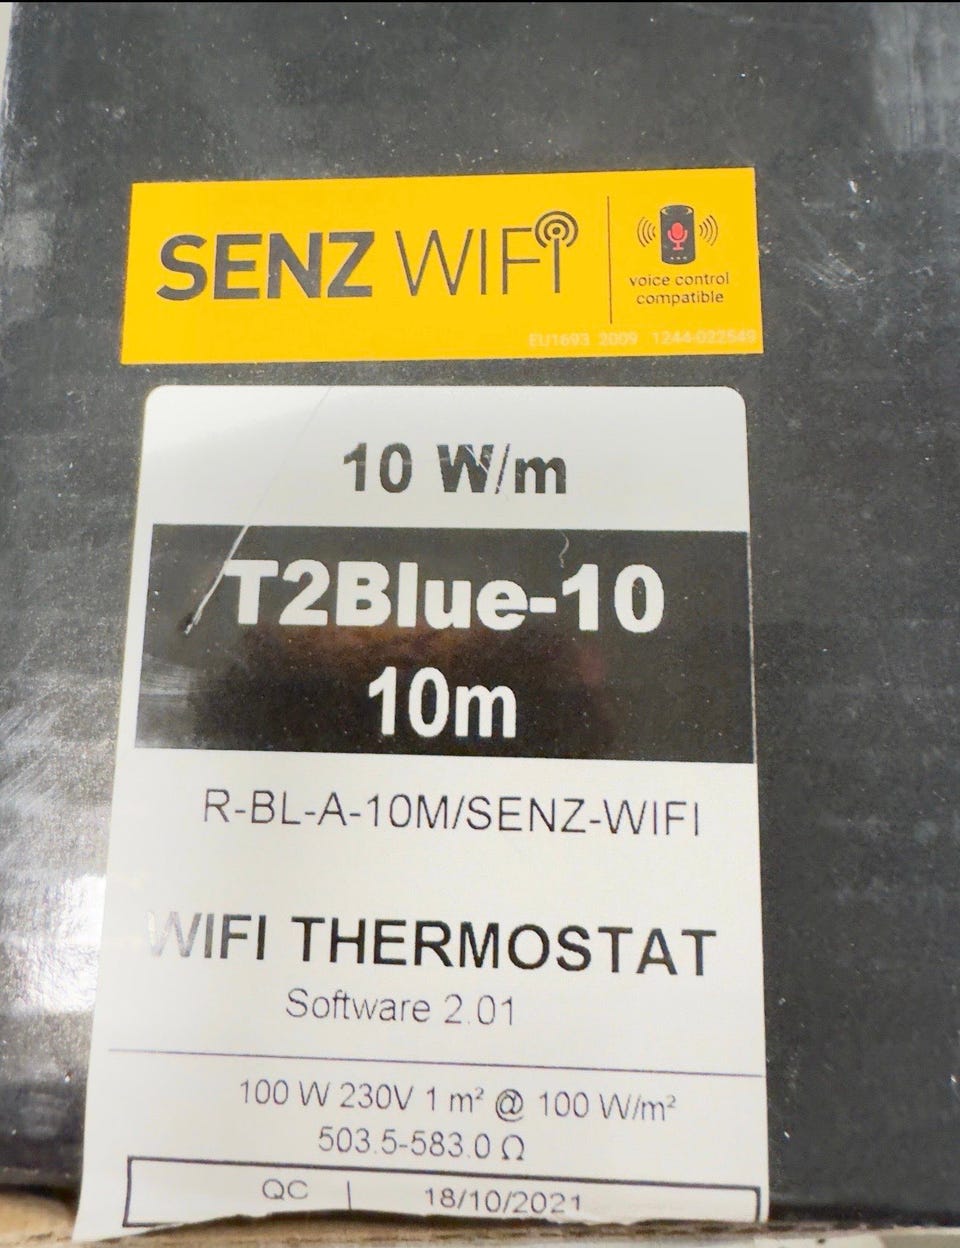 SENZ WIFI
voice control
compatible
EU1693 2009 1244-022549
10 W/m
T2Blue-10
10m
R-BL-A-10M/SENZ-WIFI
WIFI THERMOSTAT
Software 2.01
100 W 230V 1 m² @ 100 W/m²
503.5-583.0 Ω
QC | 18/10/2021